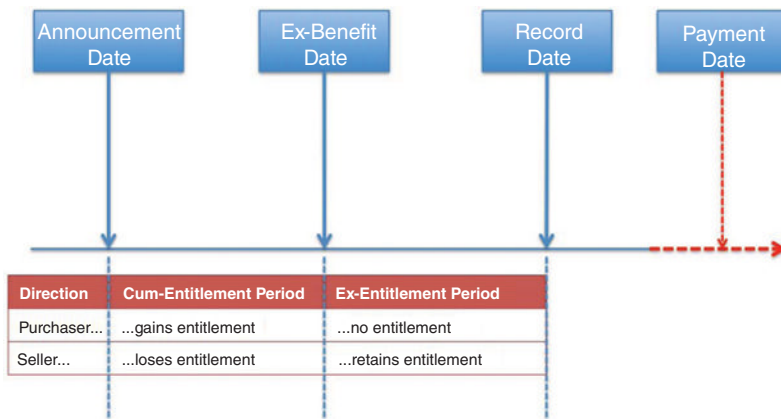 Announcement
Date
Ex-Benefit
Date
Record
Date
Payment
Date
Direction Cum-Entitlement Period Ex-Entitlement Period
Purchaser... ...gains entitlement ...no entitlement
Seller... ...loses entitlement ...retains entitlement